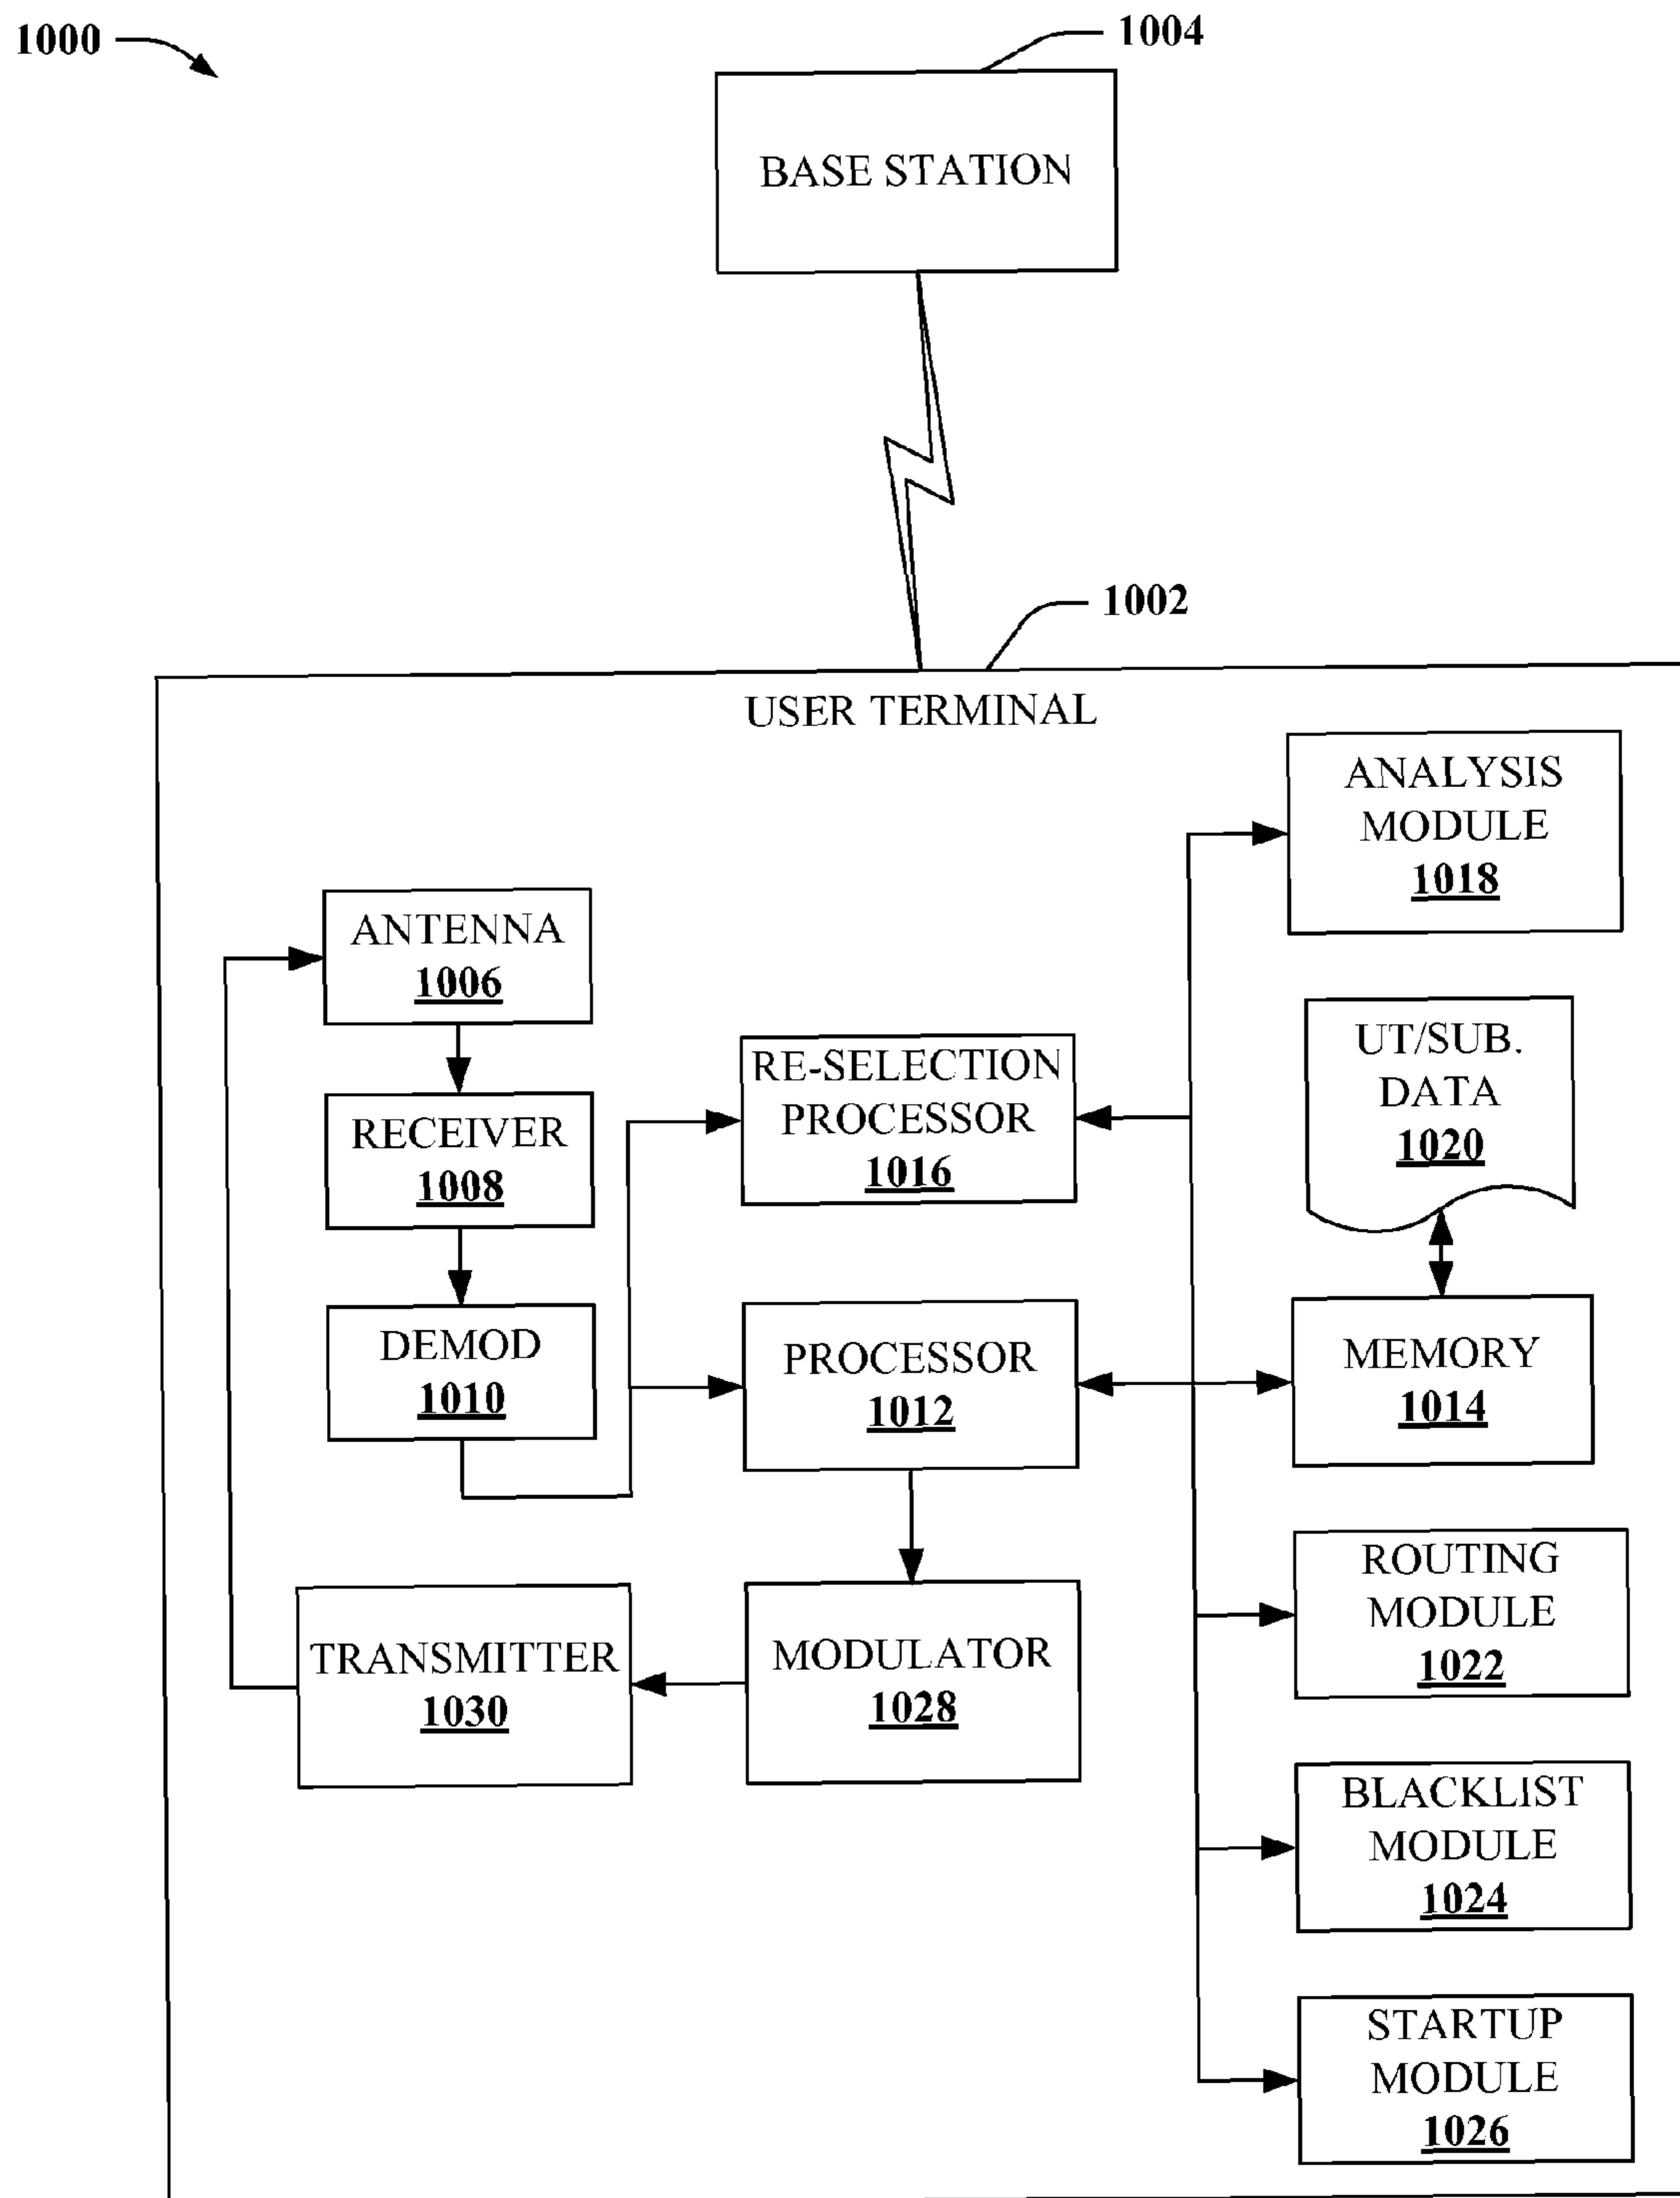 1000
1004
BASE STATION
1002
USER TERMINAL
ANALYSIS
MODULE
1018
ANTENNA
1006
UT/SUB.
DATA
1020
RE-SELECTION
PROCESSOR
1016
RECEIVER
1008
DEMOD
1010
PROCESSOR
1012
MEMORY
1014
ROUTING
MODULE
1022
TRANSMITTER
1030
MODULATOR
1028
BLACKLIST
MODULE
1024
STARTUP
MODULE
1026